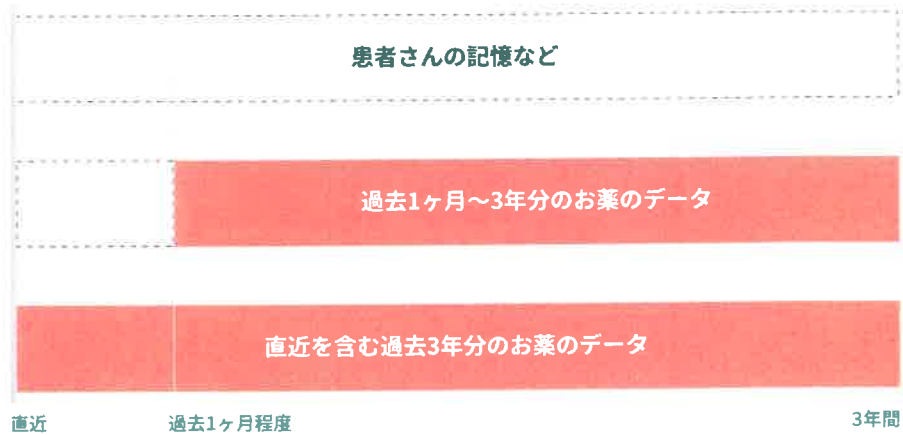 患者さんの記憶など
過去1ヶ月～3年分のお薬のデータ
直近を含む過去3年分のお薬のデータ
直近
過去1ヶ月程度
3年間